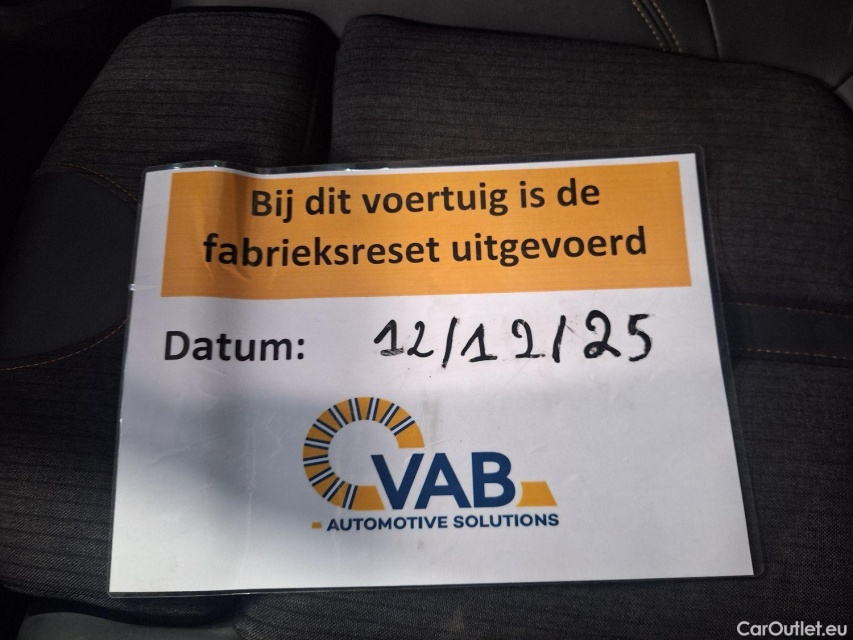 Bij dit voertuig is de
fabrieksreset uitgevoerd
Datum: 12/12/25
VAB
AUTOMOTIVE SOLUTIONS
CarOutlet.eu